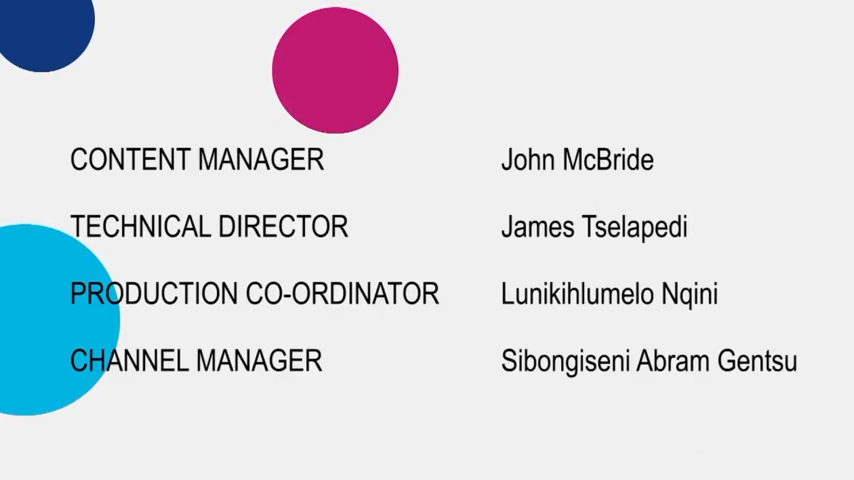 CONTENT MANAGER John McBride
TECHNICAL DIRECTOR James Tselapedi
PRODUCTION CO-ORDINATOR Lunikihlumelo Nqini
CHANNEL MANAGER Sibongiseni Abram Gentsu